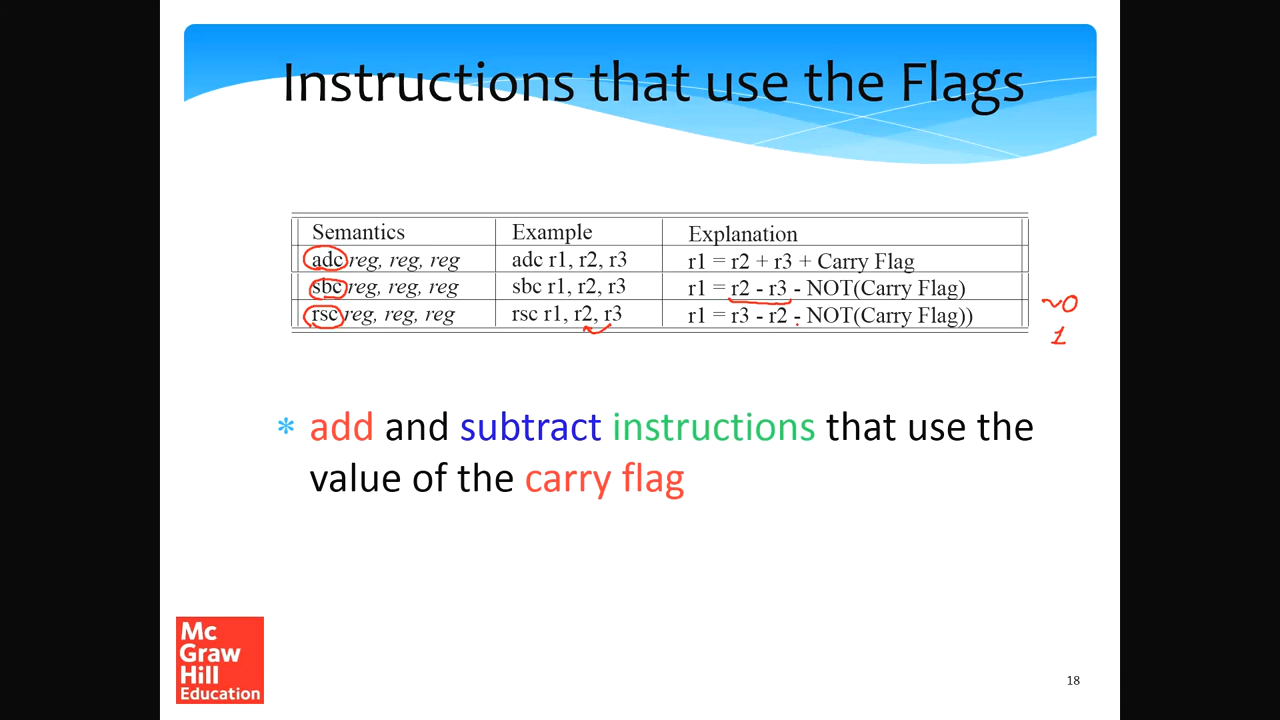 Instructions that use the Flags
Semantics Example Explanation
adc reg, reg, reg adc r1, r2, r3 r1 = r2 + r3 + Carry Flag
sbc reg, reg, reg sbc r1, r2, r3 r1 = r2 - r3 - NOT(Carry Flag)
rsc reg, reg, reg rsc r1, r2, r3 r1 = r3 - r2 - NOT(Carry Flag))
~0
1
* add and subtract instructions that use the
value of the carry flag
Mc
Graw
Hill
Education
18